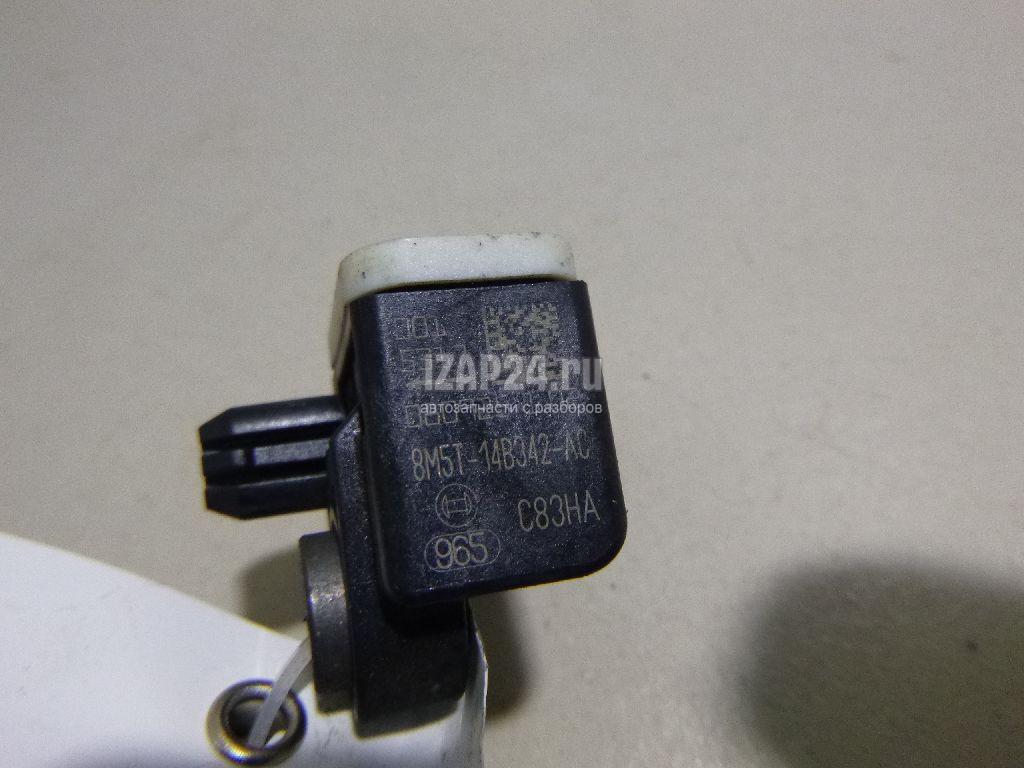 IZAP24.ru
автозапчасти с разборов
8M5T-14B342-AC
C83HA
965